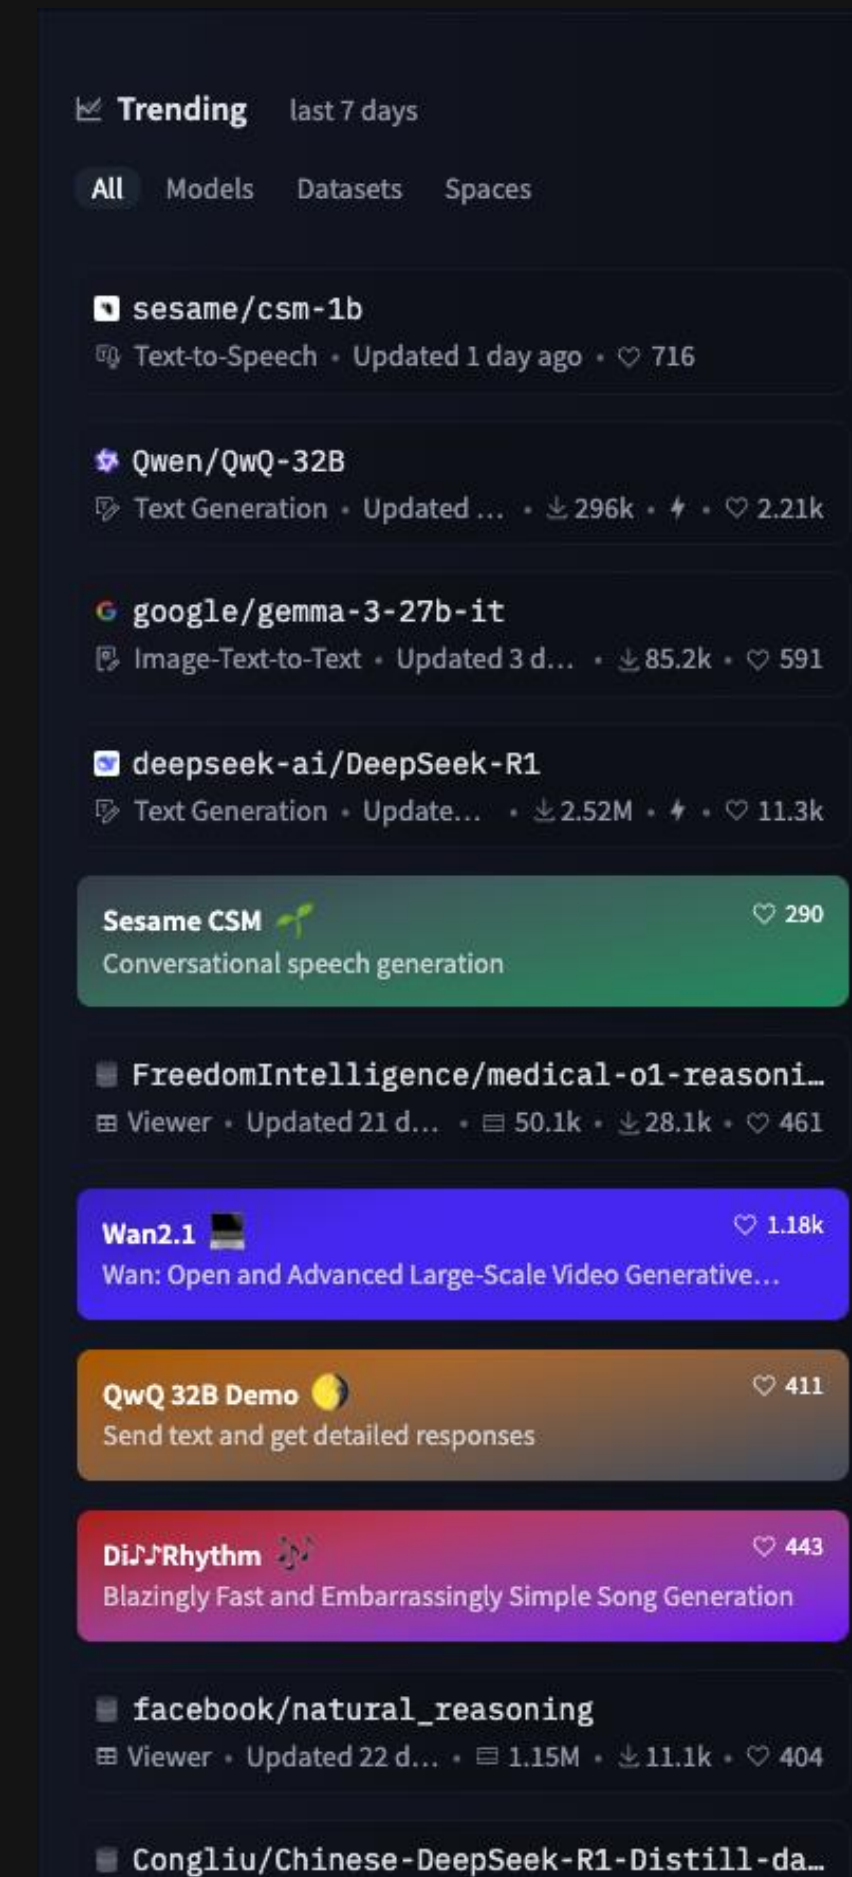 Trending last 7 days
All Models Datasets Spaces
sesame/csm-1b
Text-to-Speech • Updated 1 day ago • ♡ 716
Qwen/QwQ-32B
Text Generation • Updated … • 296k • • ♡ 2.21k
google/gemma-3-27b-it
Image-Text-to-Text • Updated 3 d… • 85.2k • ♡ 591
deepseek-ai/DeepSeek-R1
Text Generation • Update… • 2.52M • • ♡ 11.3k
Sesame CSM 🌱 ♡ 290
Conversational speech generation
FreedomIntelligence/medical-o1-reasoni…
Viewer • Updated 21 d… • 50.1k • 28.1k • ♡ 461
Wan2.1 💻 ♡ 1.18k
Wan: Open and Advanced Large-Scale Video Generative…
QwQ 32B Demo 🌖 ♡ 411
Send text and get detailed responses
Di♪♪Rhythm 🎶 ♡ 443
Blazingly Fast and Embarrassingly Simple Song Generation
facebook/natural_reasoning
Viewer • Updated 22 d… • 1.15M • 11.1k • ♡ 404
Congliu/Chinese-DeepSeek-R1-Distill-da…